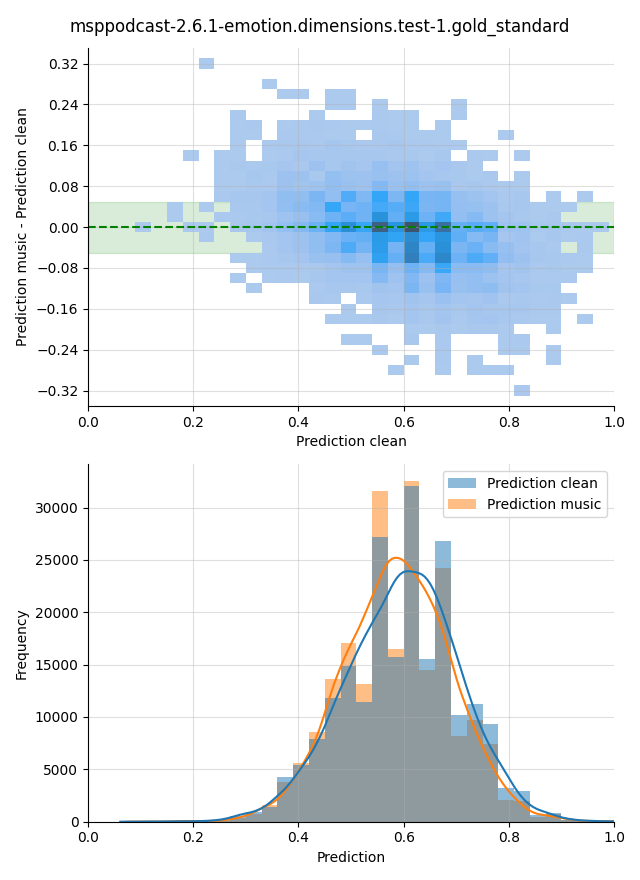 msppodcast-2.6.1-emotion.dimensions.test-1.gold_standard
Prediction music - Prediction clean
0.32
0.24
0.16
0.08
0.00
−0.08
−0.16
−0.24
−0.32
0.0 0.2 0.4 0.6 0.8 1.0
Prediction clean
Prediction clean
Prediction music
Frequency
30000
25000
20000
15000
10000
5000
0
0.0 0.2 0.4 0.6 0.8 1.0
Prediction